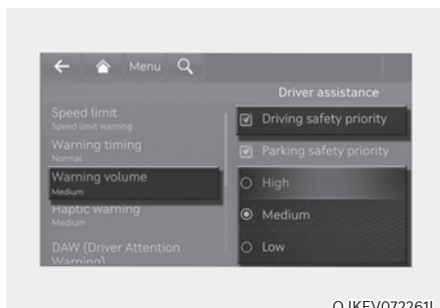 Menu
Driver assistance
Speed limit
Speed limit warning
Warning timing
Normal
Warning volume
Medium
Haptic warning
Medium
DAW (Driver Attention
Warning)
Driving safety priority
Parking safety priority
High
Medium
Low